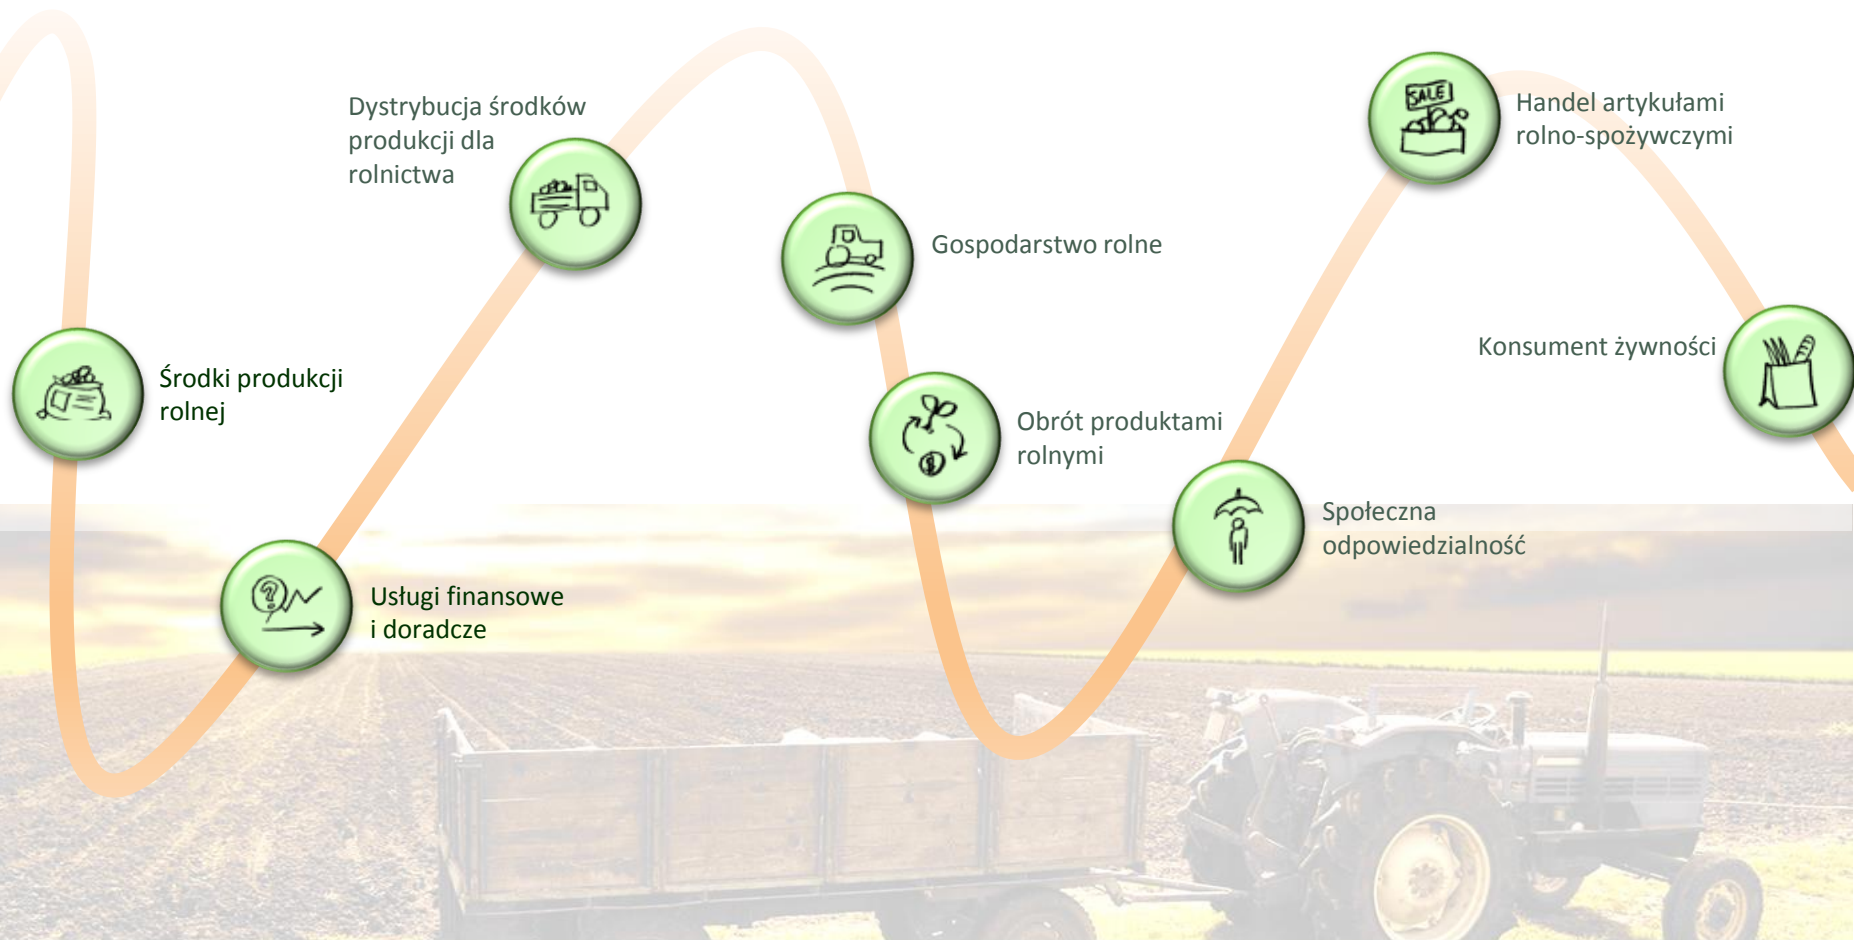 Dystrybucja środków
produkcji dla
rolnictwa
SALE
Handel artykułami
rolno-spożywczymi
Gospodarstwo rolne
Konsument żywności
Środki produkcji
rolnej
Obrót produktami
rolnymi
Społeczna
odpowiedzialność
Usługi finansowe
i doradcze